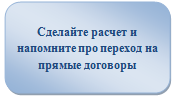 Сделайте расчет и
напомните про переход на
прямые договоры